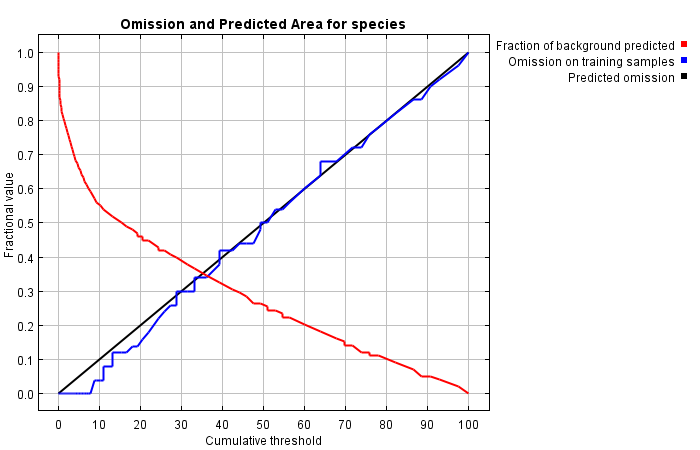 Omission and Predicted Area for species
Fraction of background predicted
Omission on training samples
Predicted omission
Fractional value
1.0
0.9
0.8
0.7
0.6
0.5
0.4
0.3
0.2
0.1
0.0
0 10 20 30 40 50 60 70 80 90 100
Cumulative threshold